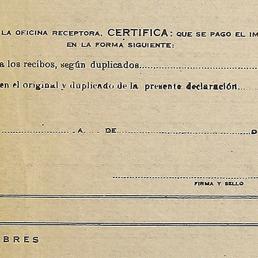 LA OFICINA RECEPTORA, CERTIFICA: QUE SE PAGO EL IM
EN LA FORMA SIGUIENTE:
a los recibos, según duplicados
en el original y duplicado de la presente declaración
A. DE
FIRMA Y SELLO
BRES